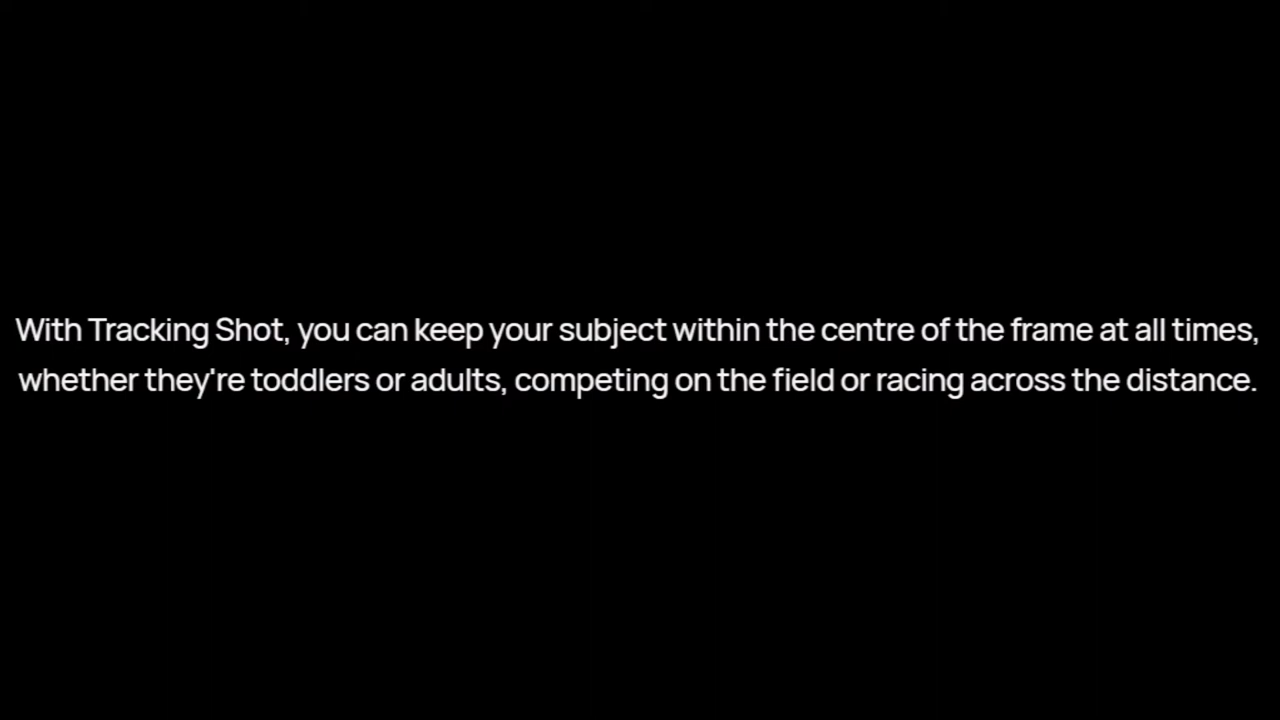 With Tracking Shot, you can keep your subject within the centre of the frame at all times,
whether they're toddlers or adults, competing on the field or racing across the distance.